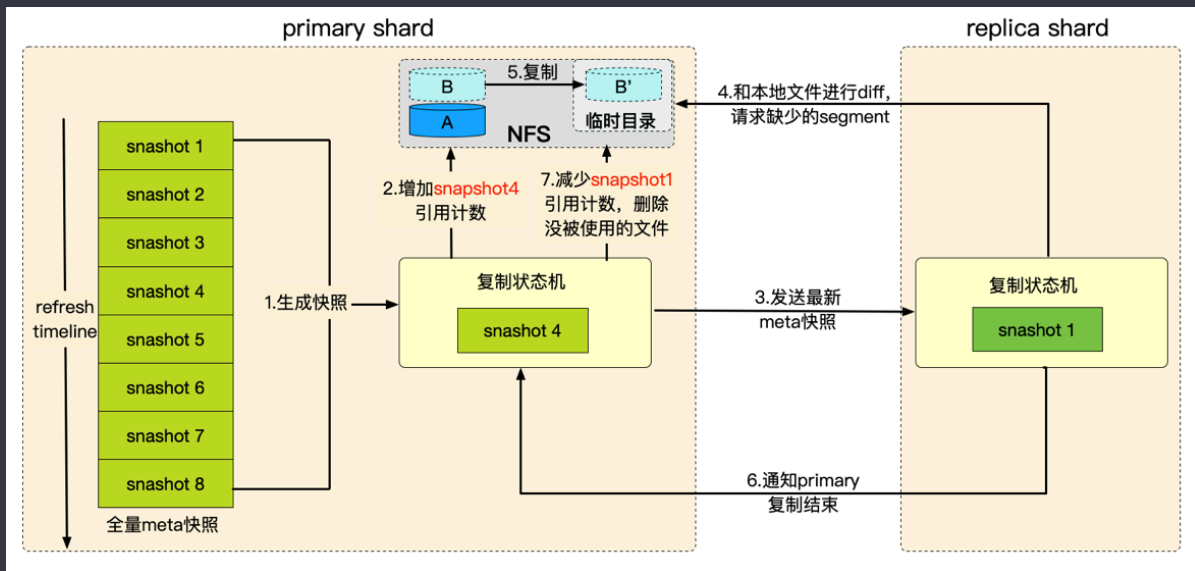 primary shard
replica shard
B
5.复制
B'
A
临时目录
NFS
4.和本地文件进行diff,
请求缺少的segment
snashot 1
snashot 2
snashot 3
snashot 4
snashot 5
snashot 6
snashot 7
snashot 8
全量meta快照
refresh
timeline
1.生成快照
2.增加snapshot4
引用计数
7.减少snapshot1
引用计数，删除
没被使用的文件
复制状态机
snashot 4
3.发送最新
meta快照
复制状态机
snashot 1
6.通知primary
复制结束